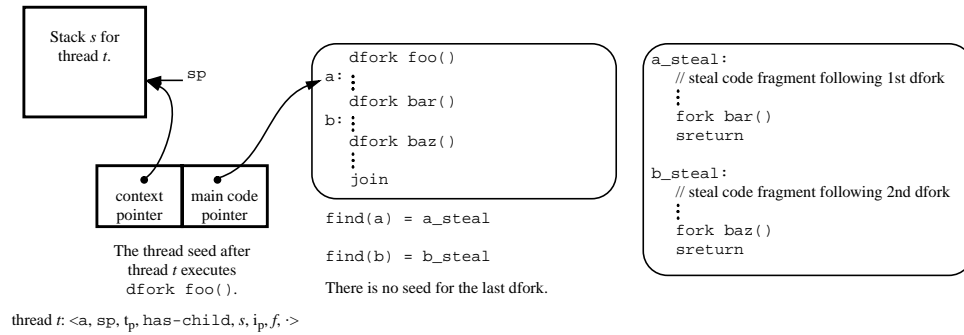 Stack s for
thread t.
sp
context
pointer
main code
pointer
The thread seed after
thread t executes
dfork foo().
dfork foo()
a:
dfork bar()
b:
dfork baz()
join
find(a) = a_steal
find(b) = b_steal
There is no seed for the last dfork.
a_steal:
// steal code fragment following 1st dfork
fork bar()
sreturn
b_steal:
// steal code fragment following 2nd dfork
fork baz()
sreturn
thread t: <a, sp, tp, has-child, s, ip, f, ·>